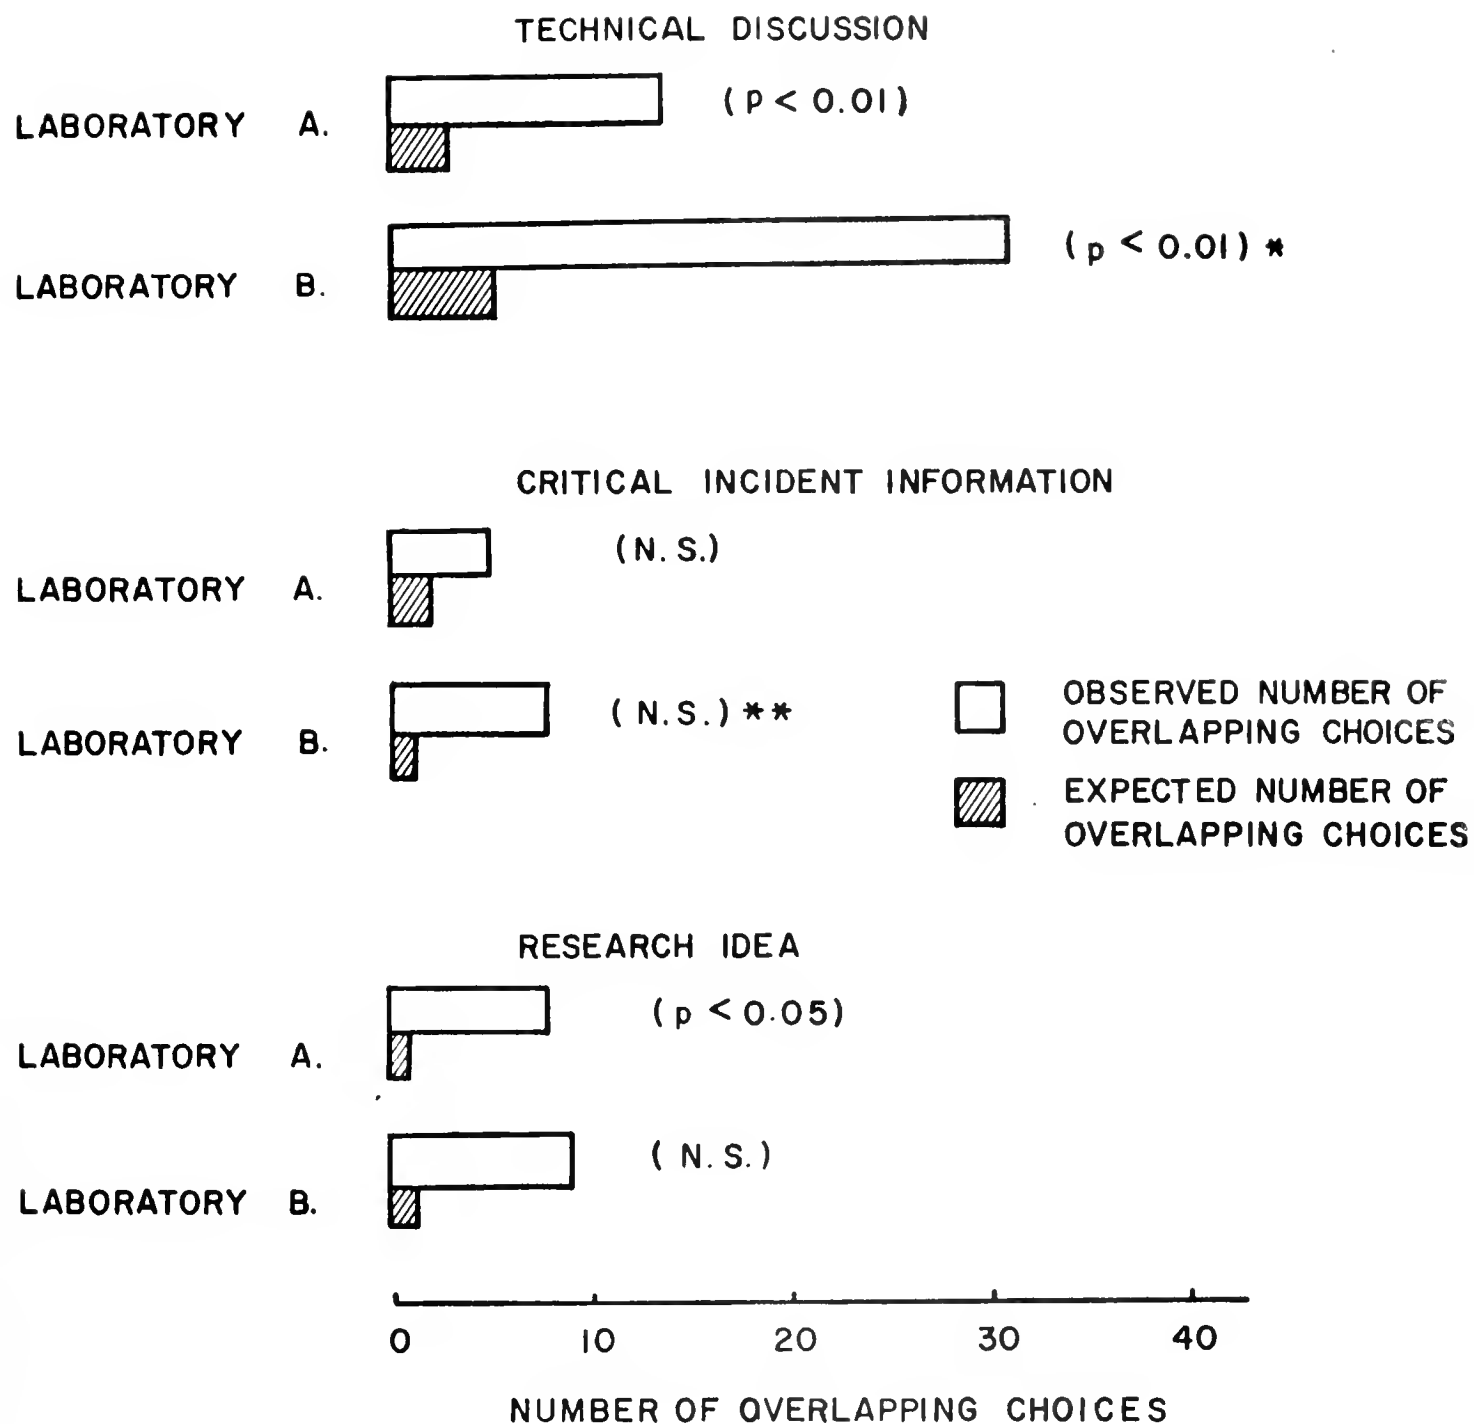 TECHNICAL DISCUSSION
LABORATORY A.
(P < 0.01)
LABORATORY B.
(p < 0.01) *
CRITICAL INCIDENT INFORMATION
LABORATORY A.
(N.S.)
LABORATORY B.
(N.S.) **
OBSERVED NUMBER OF
OVERLAPPING CHOICES
EXPECTED NUMBER OF
OVERLAPPING CHOICES
RESEARCH IDEA
LABORATORY A.
(p < 0.05)
LABORATORY B.
(N.S.)
0 10 20 30 40
NUMBER OF OVERLAPPING CHOICES